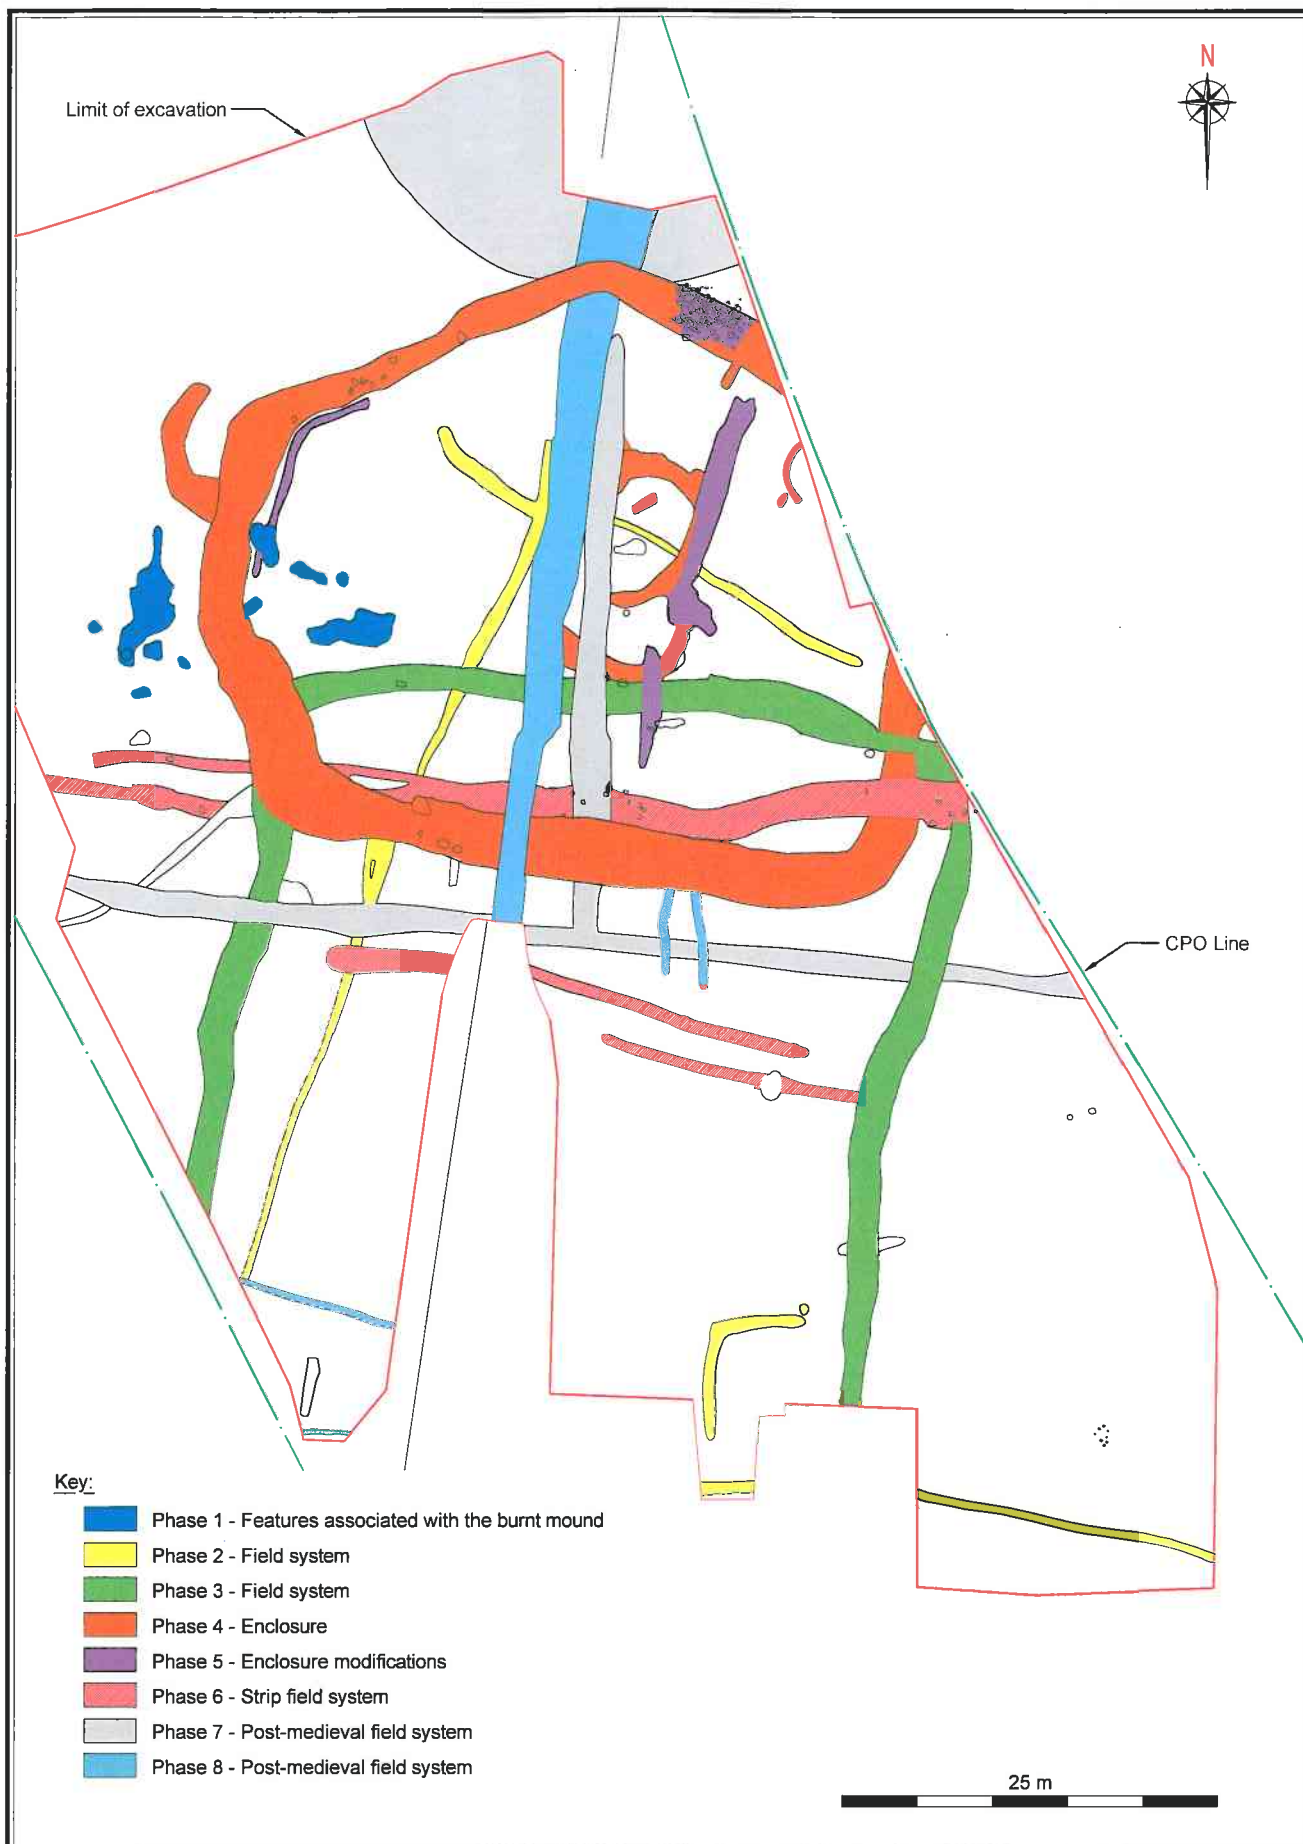 N
Limit of excavation
CPO Line
Key:
Phase 1 - Features associated with the burnt mound
Phase 2 - Field system
Phase 3 - Field system
Phase 4 - Enclosure
Phase 5 - Enclosure modifications
Phase 6 - Strip field system
Phase 7 - Post-medieval field system
Phase 8 - Post-medieval field system
25 m